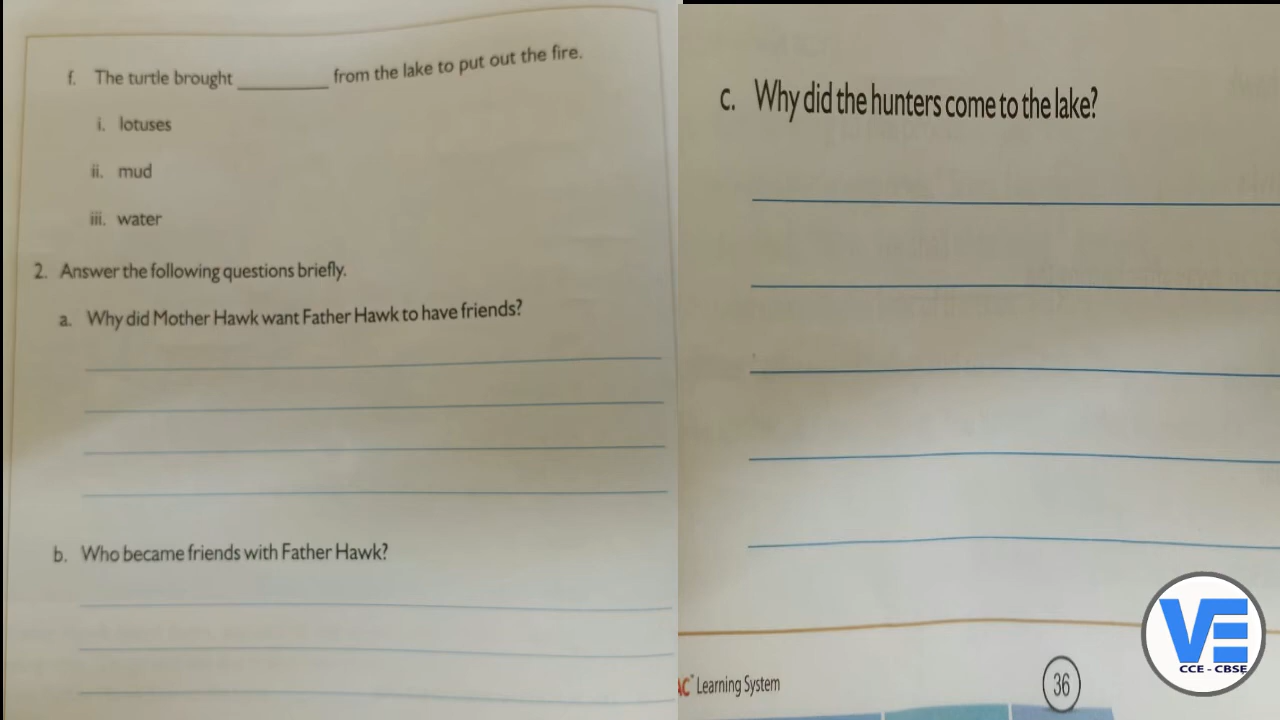 f. The turtle brought ________ from the lake to put out the fire.
i. lotuses
ii. mud
iii. water
2. Answer the following questions briefly.
a. Why did Mother Hawk want Father Hawk to have friends?
b. Who became friends with Father Hawk?
c. Why did the hunters come to the lake?
Learning System
36
VE
CCE - CBSE